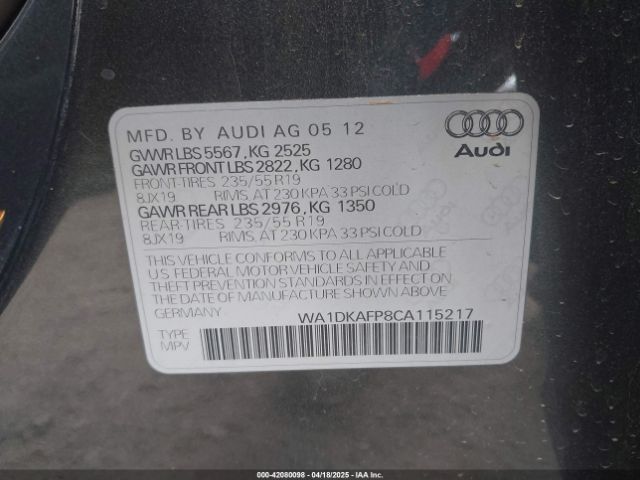 MFD. BY AUDI AG 05 12
GVWR LBS 5567, KG 2525
GAWR FRONT LBS 2822, KG 1280
FRONT-TIRES 235/55 R19
8JX19 RIMS, AT 230 KPA 33 PSI COLD
GAWR REAR LBS 2976, KG 1350
REAR-TIRES 235/55 R19
8JX19 RIMS, AT 230 KPA 33 PSI COLD
THIS VEHICLE CONFORMS TO ALL APPLICABLE
U.S. FEDERAL MOTOR VEHICLE SAFETY AND
THEFT PREVENTION STANDARDS IN EFFECT ON
THE DATE OF MANUFACTURE SHOWN ABOVE
GERMANY WA1DKAFP8CA115217
TYPE
MPV
Audi
000-42080098 04/18/2025 IAAI.COM